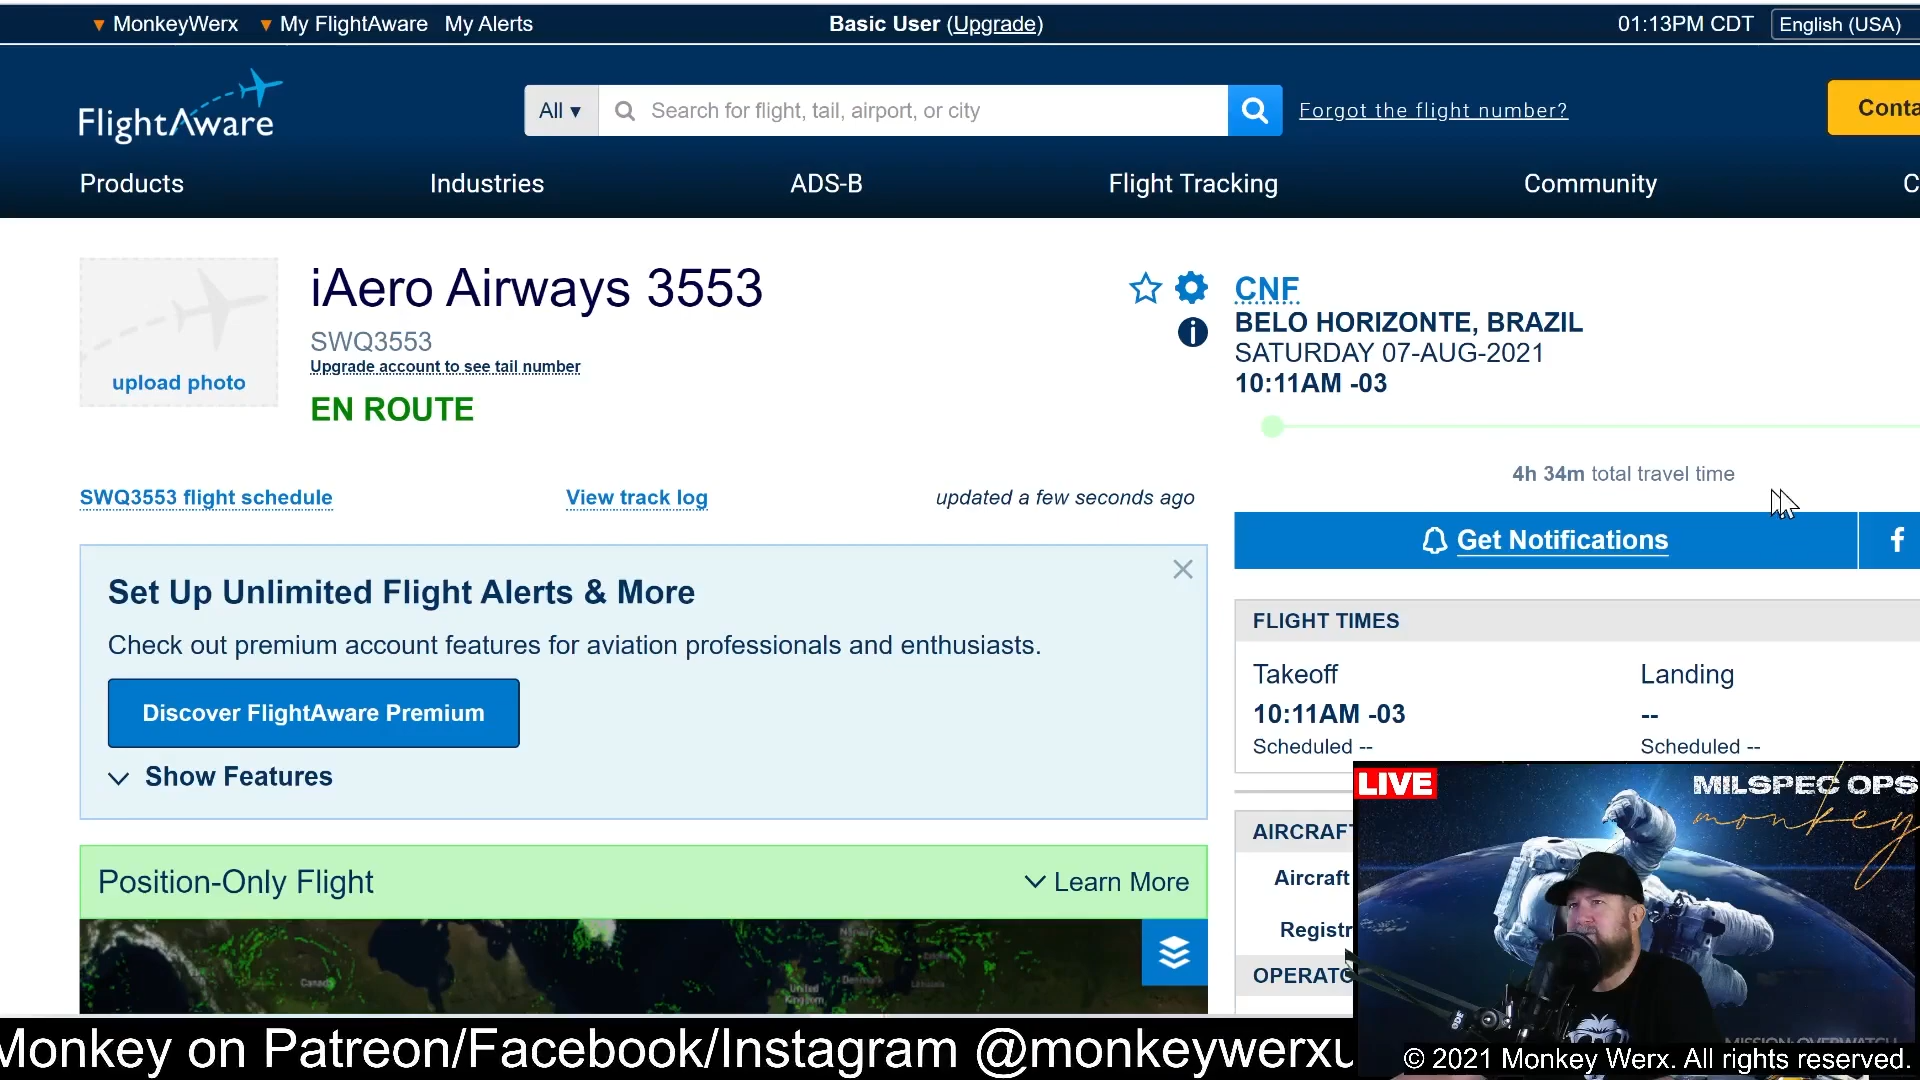 ▼ MonkeyWerx ▼ My FlightAware My Alerts
Basic User (Upgrade)
01:13PM CDT English (USA)
FlightAware
All ▼ Search for flight, tail, airport, or city
Forgot the flight number?
Conta
Products Industries ADS-B Flight Tracking Community C
upload photo
iAero Airways 3553
SWQ3553
Upgrade account to see tail number
EN ROUTE
CNF
BELO HORIZONTE, BRAZIL
SATURDAY 07-AUG-2021
10:11AM -03
4h 34m total travel time
SWQ3553 flight schedule View track log updated a few seconds ago
Get Notifications f
Set Up Unlimited Flight Alerts & More
Check out premium account features for aviation professionals and enthusiasts.
Discover FlightAware Premium
Show Features
FLIGHT TIMES
Takeoff Landing
10:11AM -03 --
Scheduled -- Scheduled --
Position-Only Flight Learn More
Canada
United
Kingdom
AIRCRAFT
Aircraft
Registr
OPERATO
LIVE
MILSPEC OPS
monkey
MISSION: OVERWATCH
Monkey on Patreon/Facebook/Instagram @monkeywerxu
© 2021 Monkey Werx. All rights reserved.